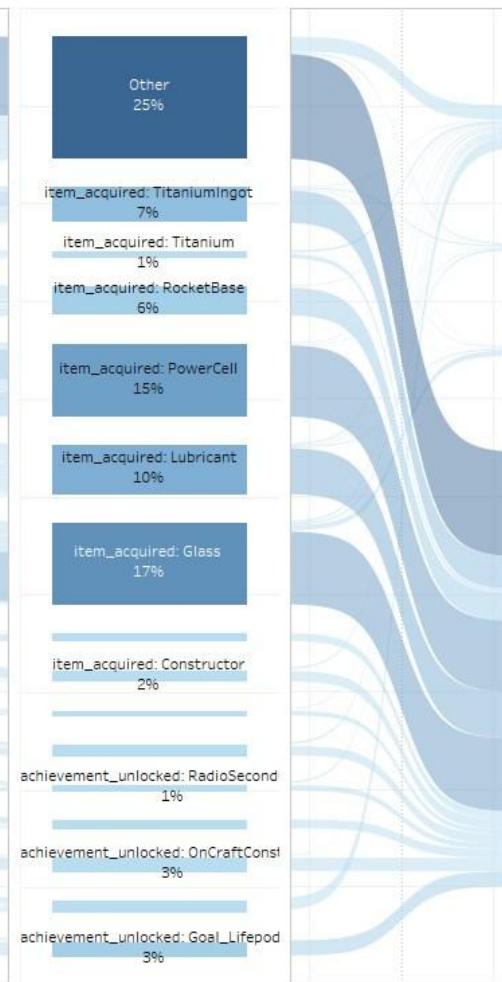 Other
25%
item_acquired: TitaniumIngot
7%
item_acquired: Titanium
1%
item_acquired: RocketBase
6%
item_acquired: PowerCell
15%
item_acquired: Lubricant
10%
item_acquired: Glass
17%
item_acquired: Constructor
2%
achievement_unlocked: RadioSecond
1%
achievement_unlocked: OnCraftConst
3%
achievement_unlocked: Goal_Lifepod
3%